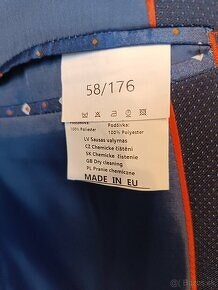 58/176
Podšívka:
100% Polyester 100% Polyester
LV Sausas valymas
CZ Chemické čištění
SK Chemické čistenie
GB Dry cleaning
PL Pranie chemiczne
MADE IN EU